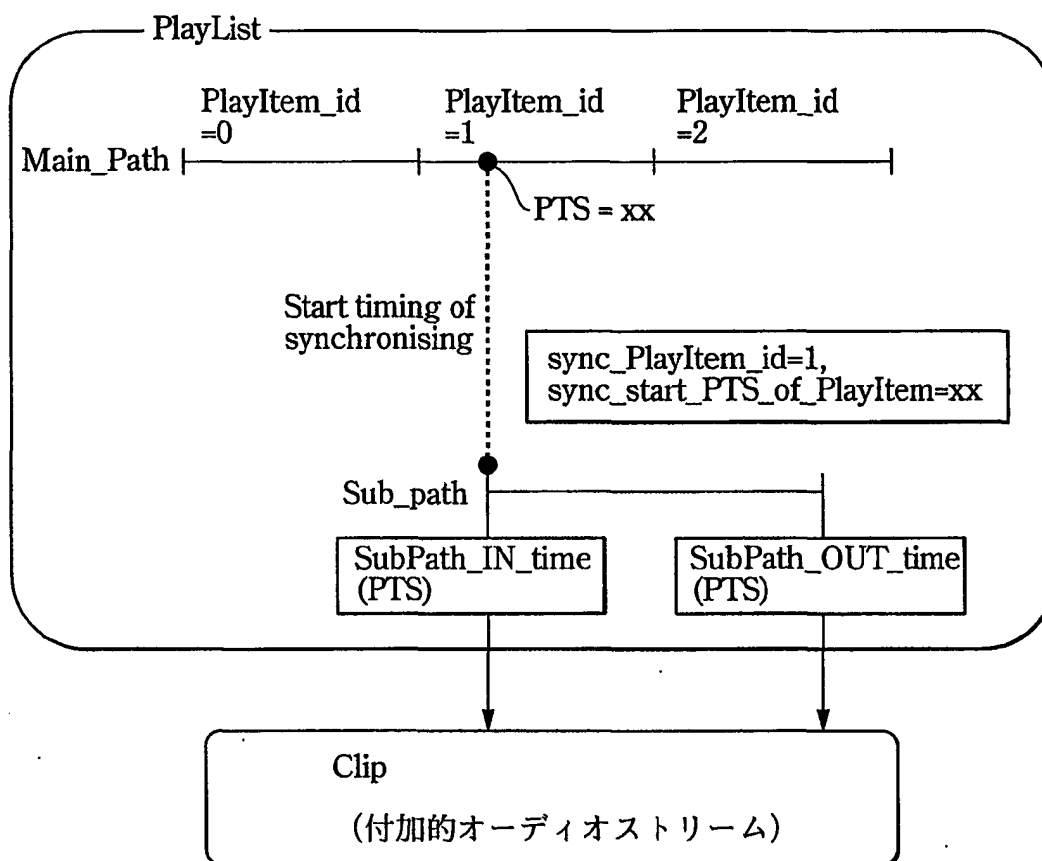 PlayList
PlayItem_id
=0
PlayItem_id
=1
PlayItem_id
=2
Main_Path
PTS = xx
Start timing of
synchronising
sync_PlayItem_id=1,
sync_start_PTS_of_PlayItem=xx
Sub_path
SubPath_IN_time
(PTS)
SubPath_OUT_time
(PTS)
Clip
(付加的オーディオストリーム)